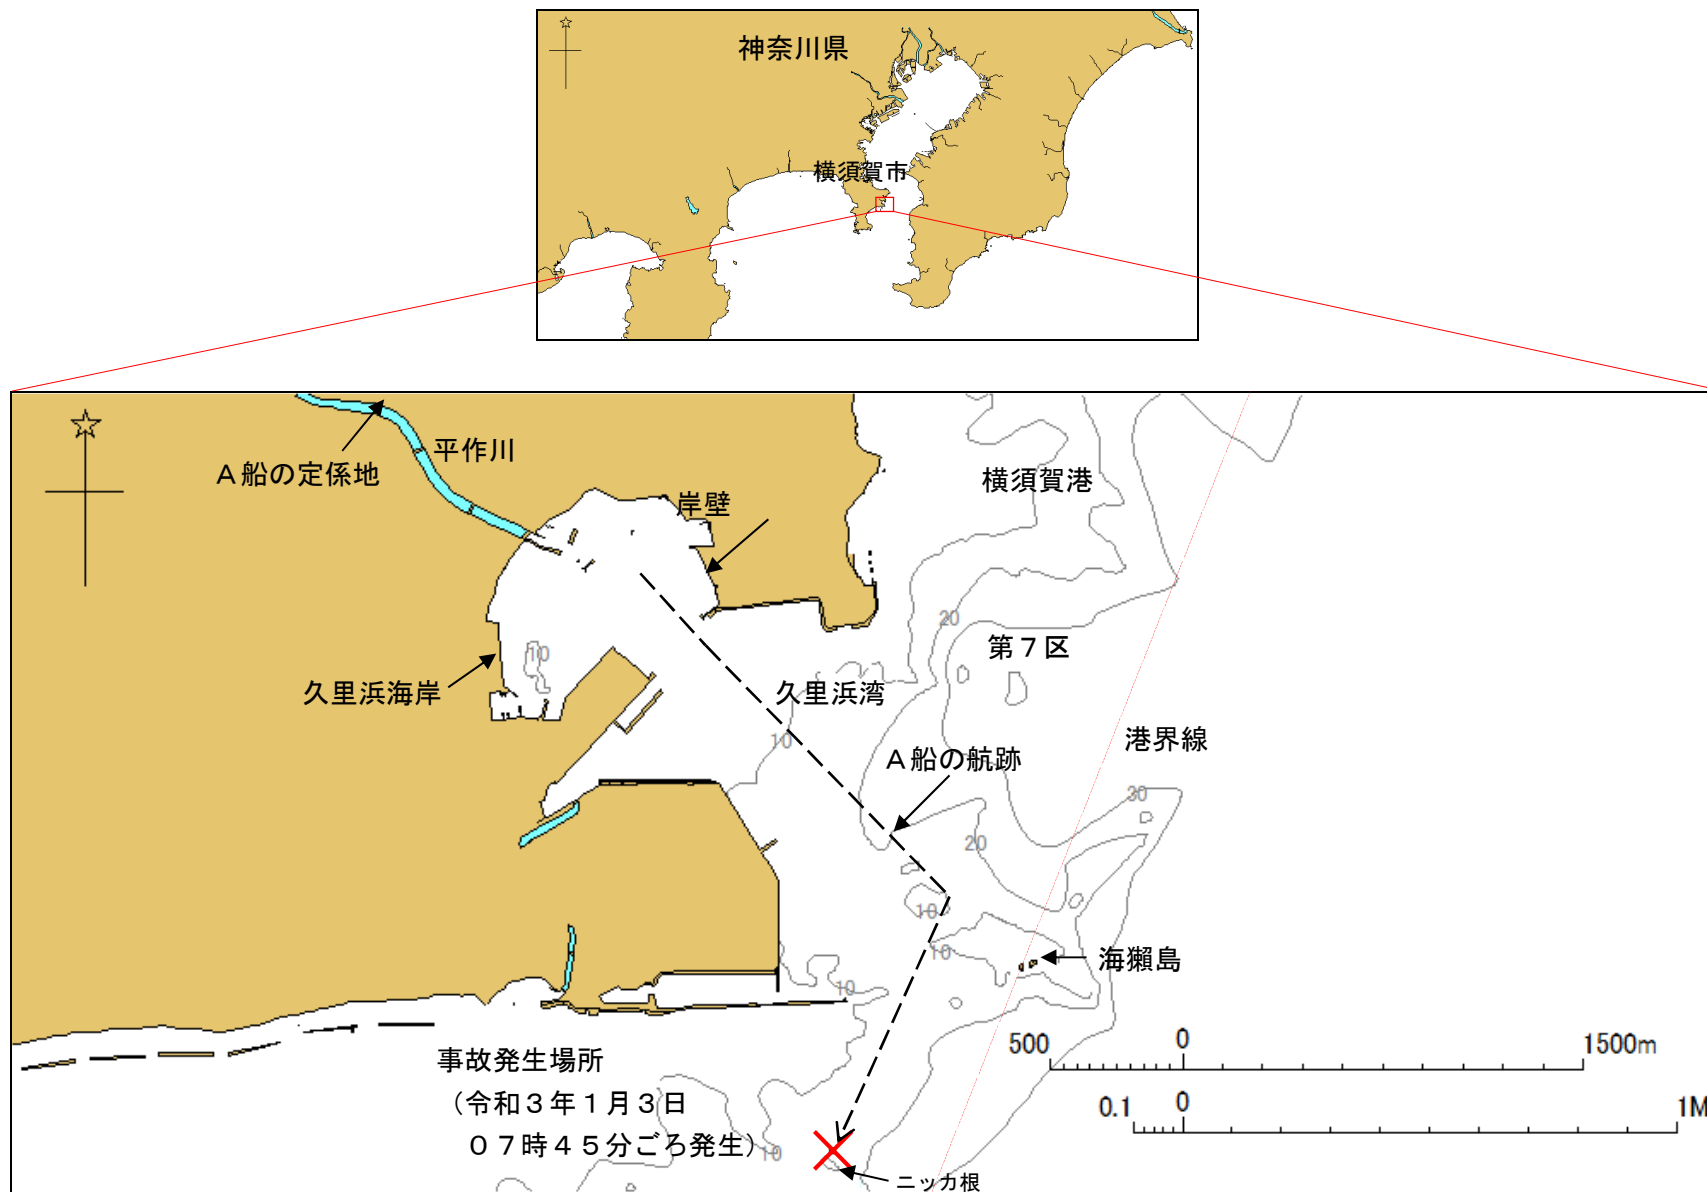 神奈川県
横須賀市
平作川
A船の定係地
岸壁
横須賀港
20
第7区
10
久里浜海岸
久里浜湾
10
港界線
A船の航跡
30
20
10
10
海獺島
10
500 0 1500m
事故発生場所
(令和3年1月3日
07時45分ごろ発生)
0.1 0 1M
10
ニッカ根